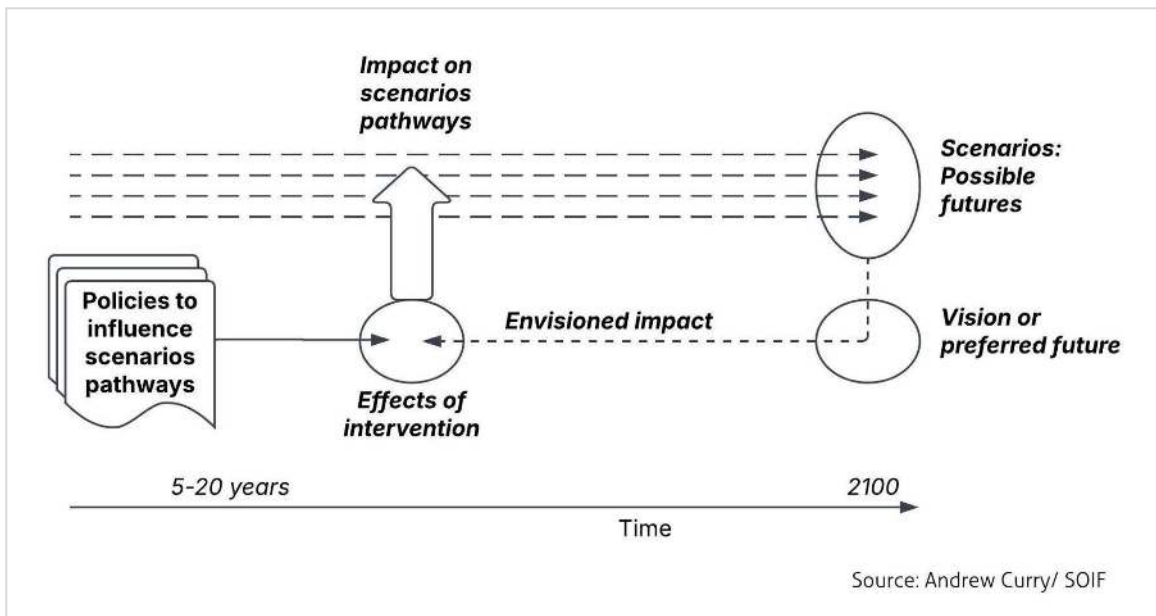 Impact on
scenarios
pathways
Scenarios:
Possible
futures
Policies to
influence
scenarios
pathways
Envisioned impact
Vision or
preferred future
Effects of
intervention
5-20 years
2100
Time
Source: Andrew Curry/ SOIF